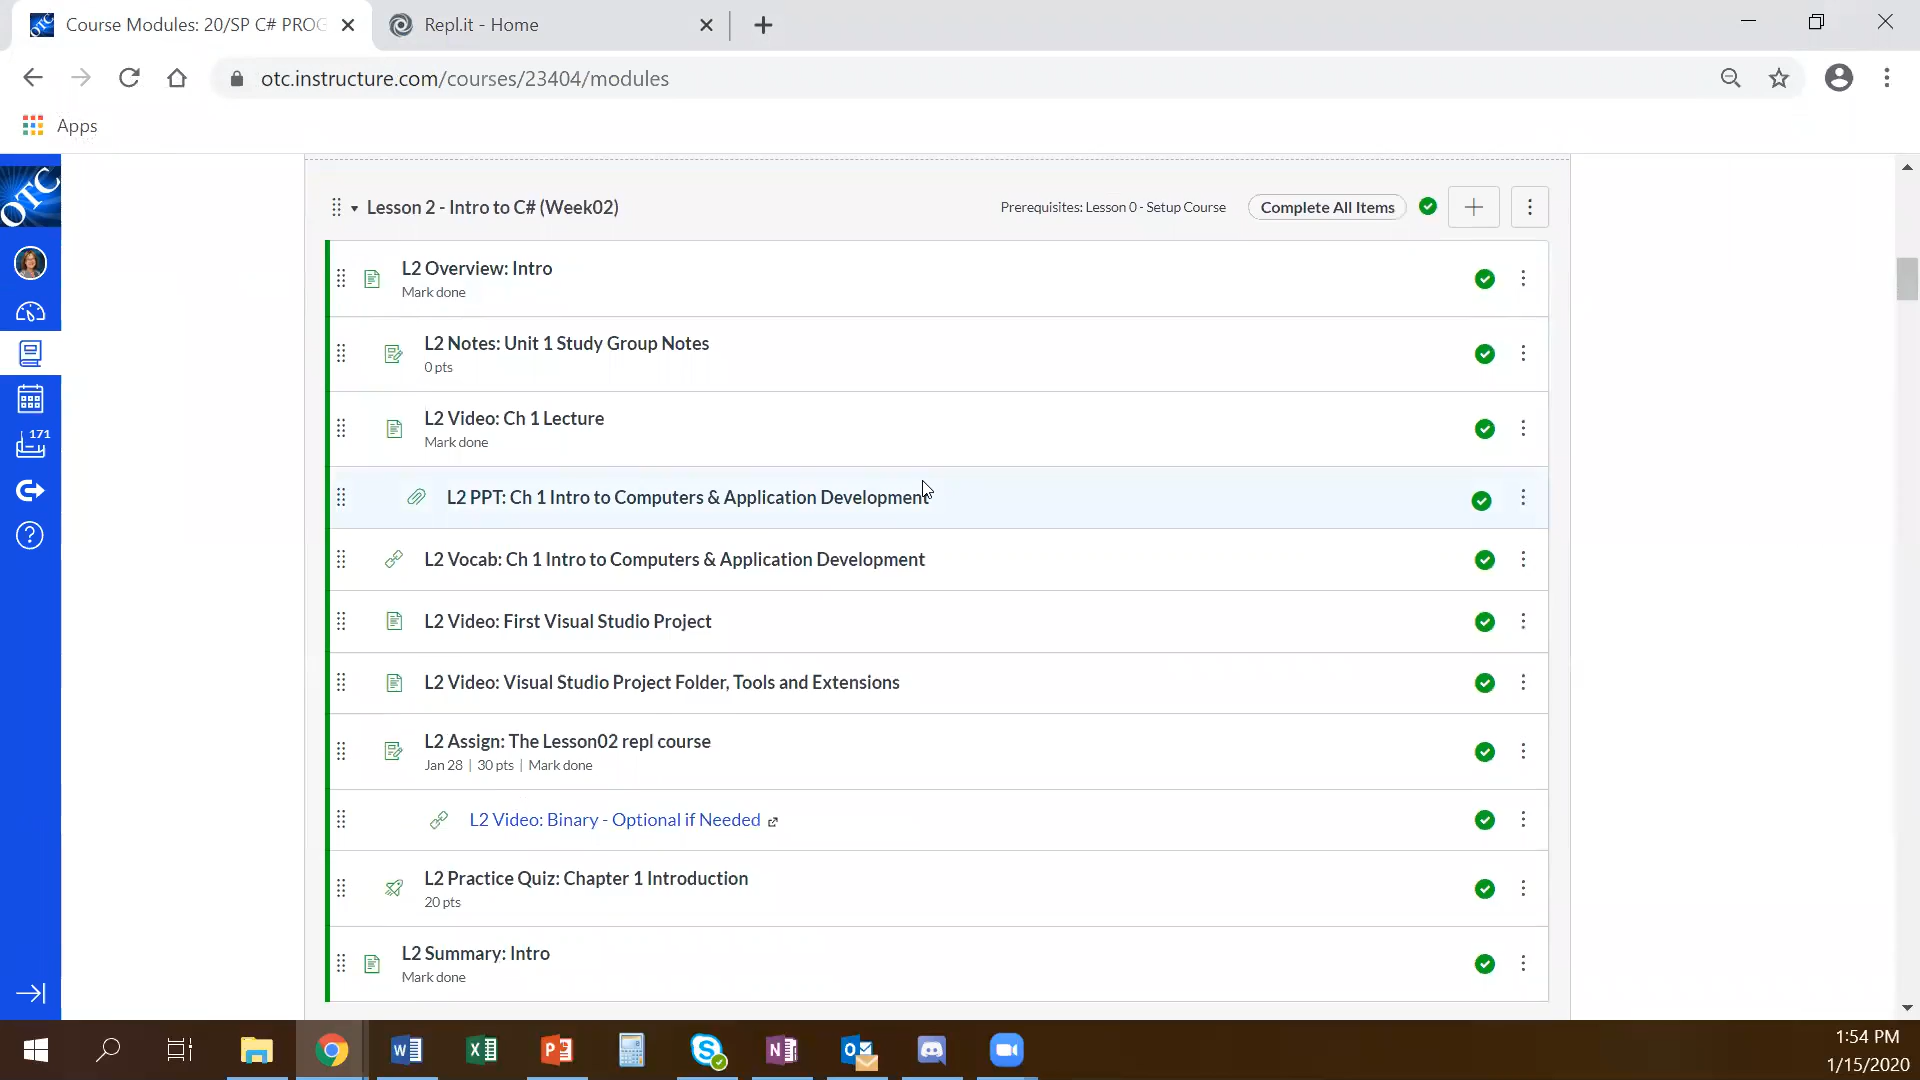 Course Modules: 20/SP C# PROG
Repl.it - Home
otc.instructure.com/courses/23404/modules
Apps
OTC
Lesson 2 - Intro to C# (Week02)
Prerequisites: Lesson 0 - Setup Course
Complete All Items
L2 Overview: Intro
Mark done
L2 Notes: Unit 1 Study Group Notes
0 pts
L2 Video: Ch 1 Lecture
Mark done
171
L2 PPT: Ch 1 Intro to Computers & Application Development
L2 Vocab: Ch 1 Intro to Computers & Application Development
L2 Video: First Visual Studio Project
L2 Video: Visual Studio Project Folder, Tools and Extensions
L2 Assign: The Lesson02 repl course
Jan 28 | 30 pts | Mark done
L2 Video: Binary - Optional if Needed
L2 Practice Quiz: Chapter 1 Introduction
20 pts
L2 Summary: Intro
Mark done
1:54 PM
1/15/2020